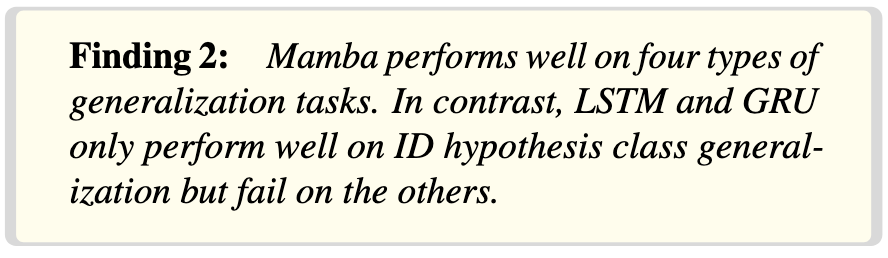 Finding 2: Mamba performs well on four types of
generalization tasks. In contrast, LSTM and GRU
only perform well on ID hypothesis class general-
ization but fail on the others.